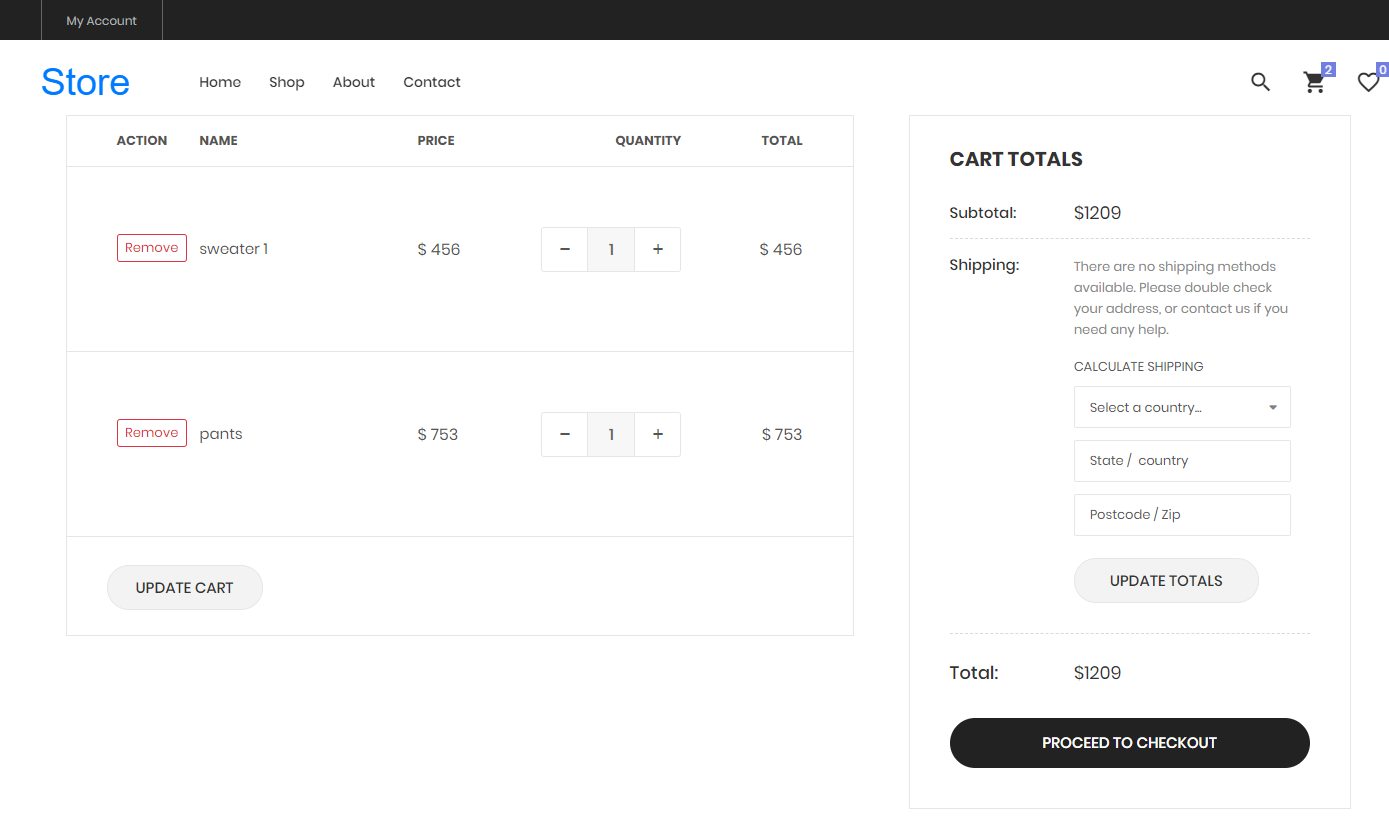 My Account
Store
Home Shop About Contact
2 0
ACTION NAME PRICE QUANTITY TOTAL
Remove sweater 1 $ 456 − 1 + $ 456
Remove pants $ 753 − 1 + $ 753
UPDATE CART
CART TOTALS
Subtotal: $1209
Shipping: There are no shipping methods
available. Please double check
your address, or contact us if you
need any help.
CALCULATE SHIPPING
Select a country...
State / country
Postcode / Zip
UPDATE TOTALS
Total: $1209
PROCEED TO CHECKOUT